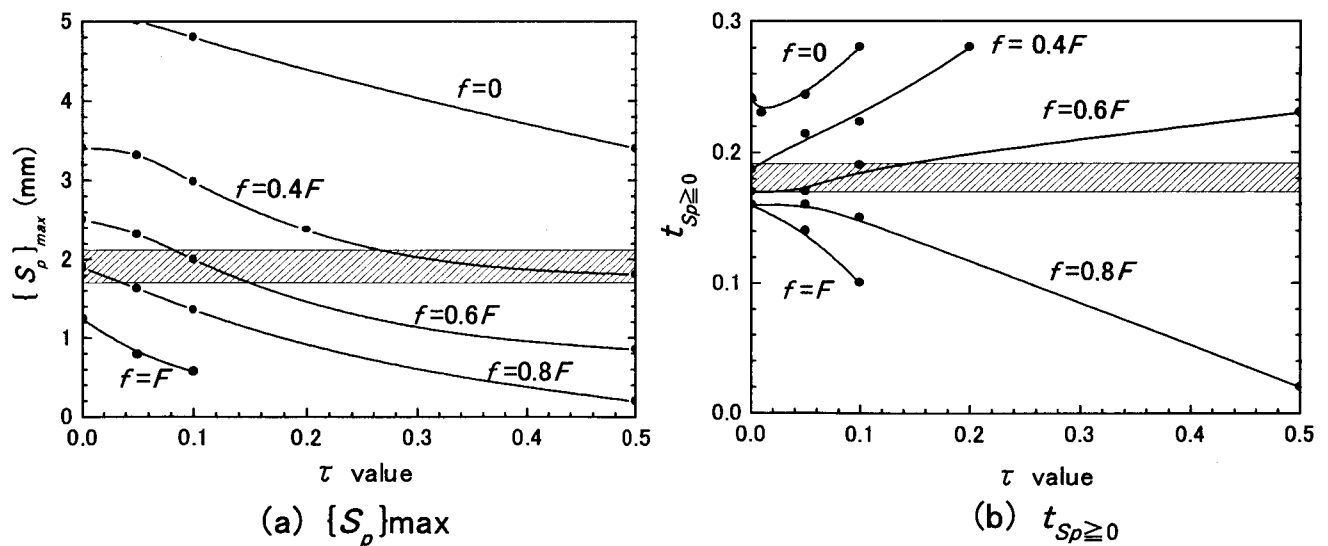 5
4
3
2
1
0
{ S_p }_max (mm)
f=0
f=0.4F
f=0.6F
f=0.8F
f=F
0.0 0.1 0.2 0.3 0.4 0.5
τ value
(a) {S_p}max
0.3
0.2
0.1
0.0
t_Sp≧0
f=0
f= 0.4F
f=0.6F
f=0.8F
f=F
0.0 0.1 0.2 0.3 0.4 0.5
τ value
(b) t_Sp≧0